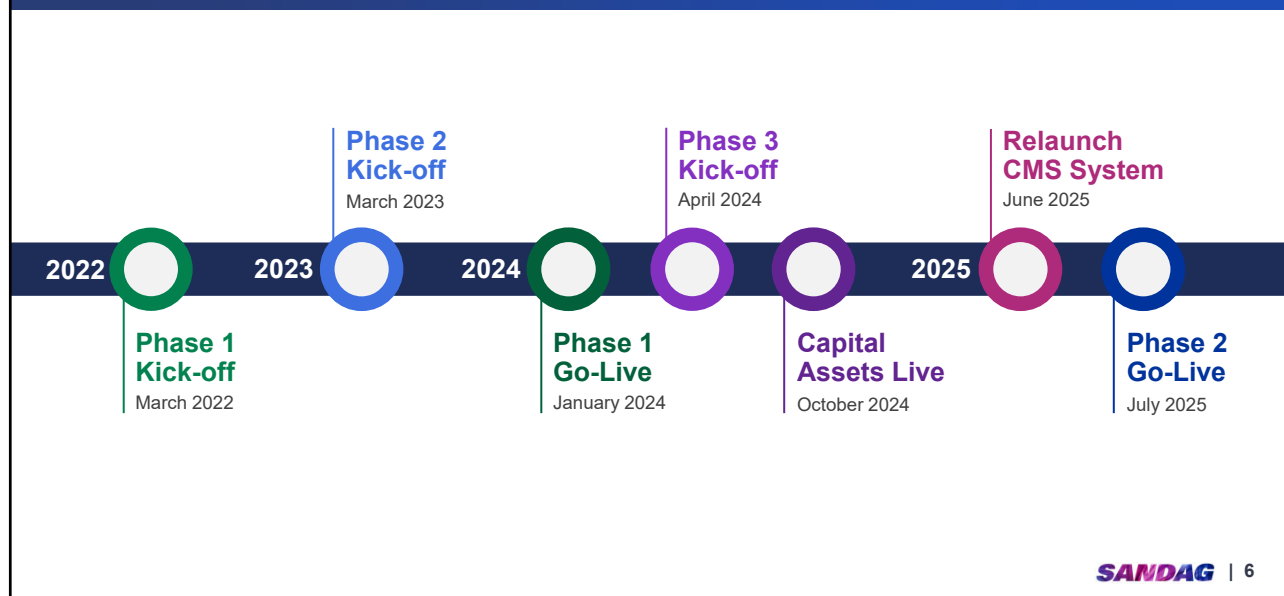 Phase 2
Kick-off
March 2023
Phase 3
Kick-off
April 2024
Relaunch
CMS System
June 2025
2022
2023
2024
2025
Phase 1
Kick-off
March 2022
Phase 1
Go-Live
January 2024
Capital
Assets Live
October 2024
Phase 2
Go-Live
July 2025
SANDAG | 6